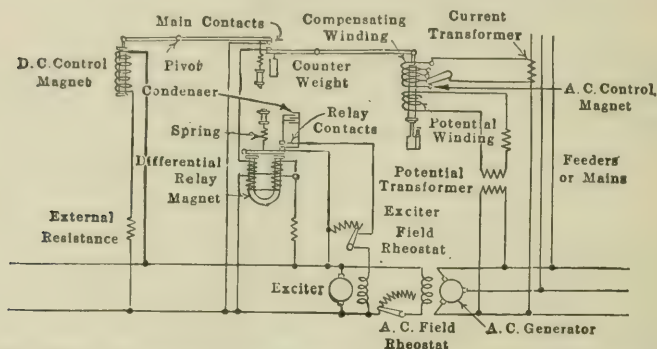 Main Contacts
Compensating
Winding
Current
Transformer
D.C. Control
Magnet
Pivot
Counter
Weight
A.C. Control
Magnet
Condenser
Relay
Contacts
Spring
Potential
Winding
Differential
Relay
Magnet
Potential
Transformer
Feeders
or Mains
External
Resistance
Exciter
Field
Rheostat
Exciter
A.C. Field
Rheostat
A.C. Generator